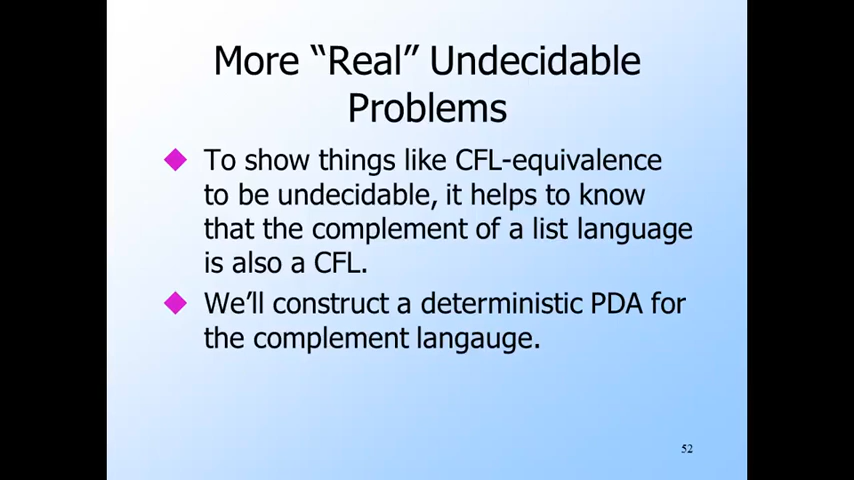 More “Real” Undecidable
Problems
To show things like CFL-equivalence
to be undecidable, it helps to know
that the complement of a list language
is also a CFL.
We’ll construct a deterministic PDA for
the complement langauge.
52